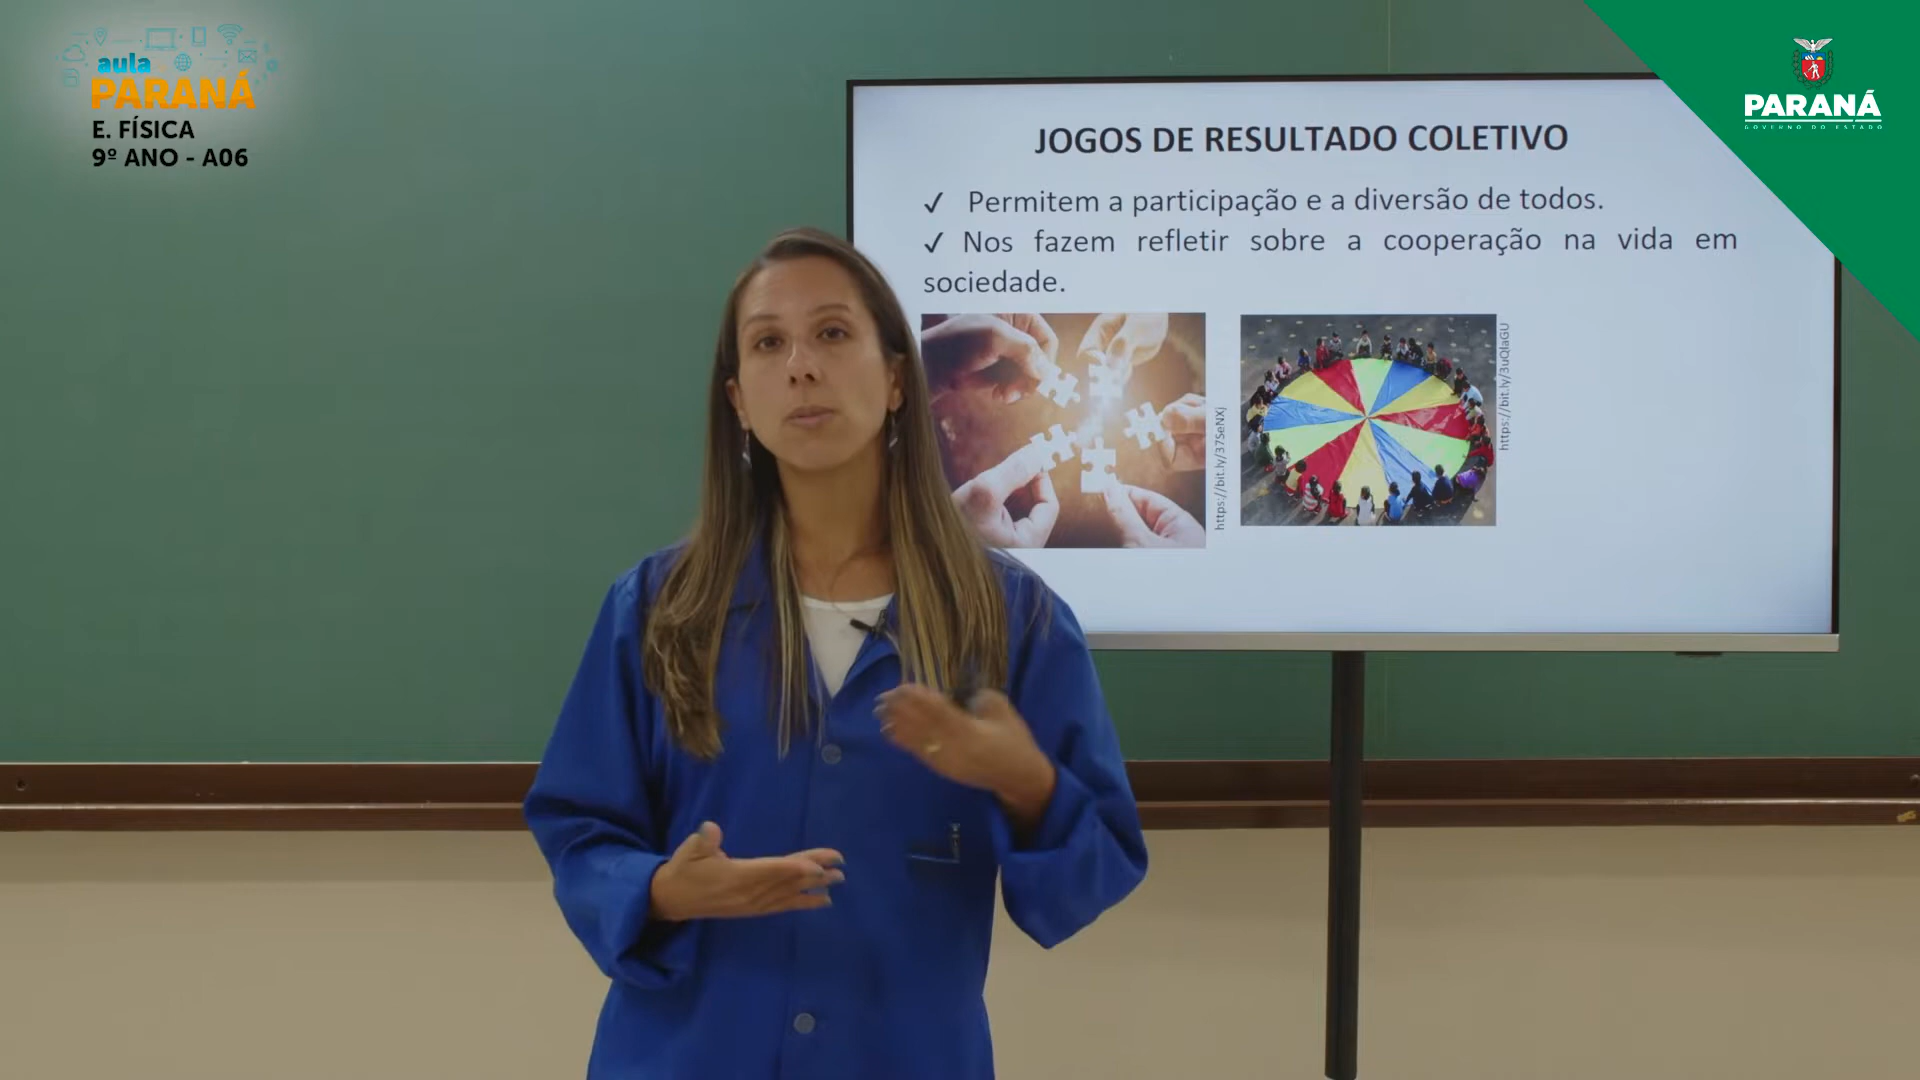 aula
PARANÁ
E. FÍSICA
9º ANO - A06
PARANÁ
GOVERNO DO ESTADO
JOGOS DE RESULTADO COLETIVO
✓ Permitem a participação e a diversão de todos.
✓ Nos fazem refletir sobre a cooperação na vida em
sociedade.
https://bit.ly/37SeNXj
https://bit.ly/3uQlaGU